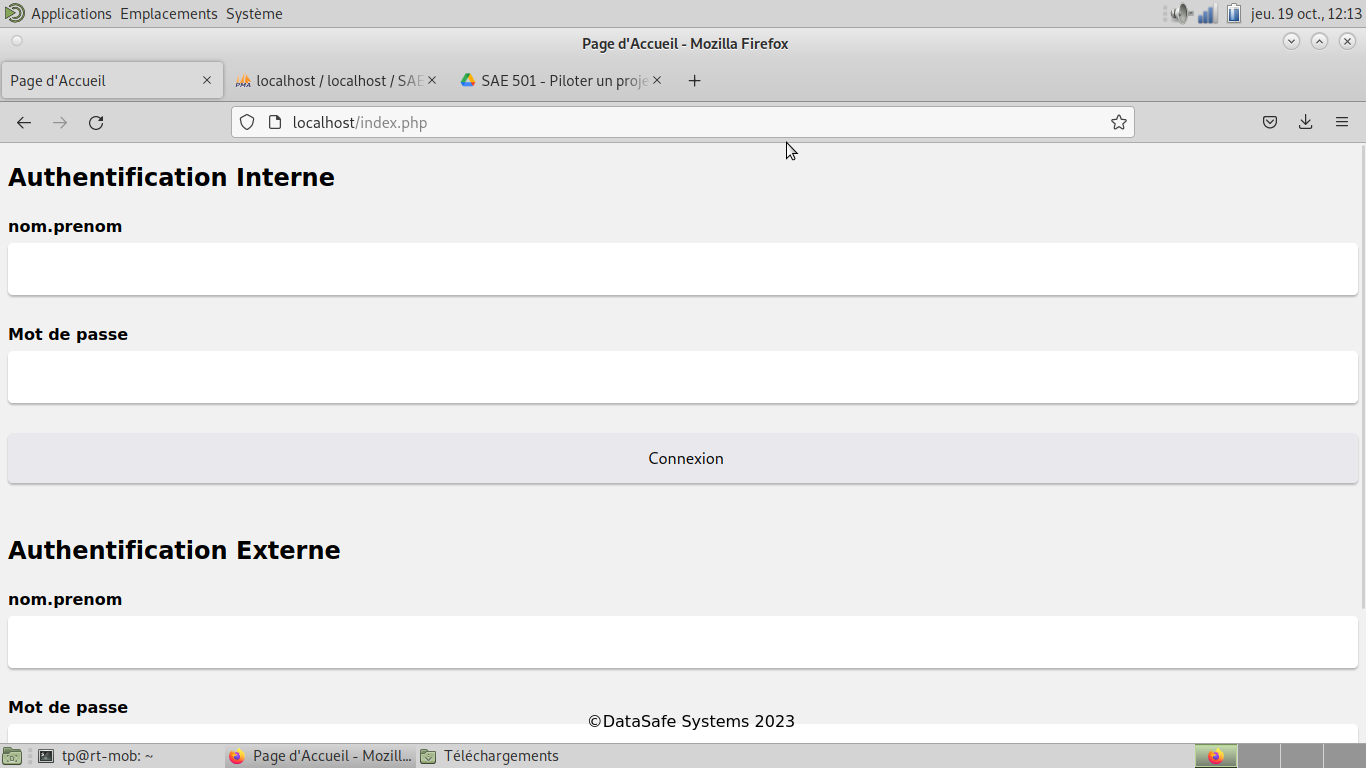 Applications Emplacements Système jeu. 19 oct., 12:13
Page d'Accueil - Mozilla Firefox
Page d'Accueil localhost / localhost / SAE SAE 501 - Piloter un proje
localhost/index.php
Authentification Interne
nom.prenom
Mot de passe
Connexion
Authentification Externe
nom.prenom
Mot de passe
©DataSafe Systems 2023
tp@rt-mob: ~ Page d'Accueil - Mozill... Téléchargements